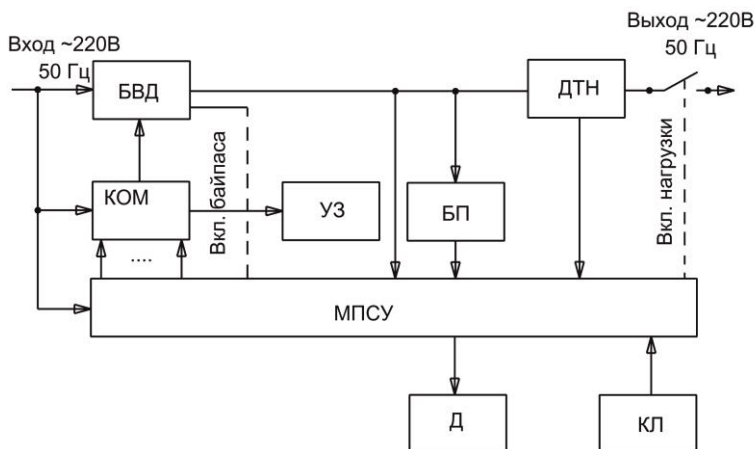 Вход ~220В
50 Гц
Выход ~220В
50 Гц
БВД
ДТН
КОМ
УЗ
БП
Вкл. байпаса
Вкл. нагрузки
....
МПСУ
Д
КЛ